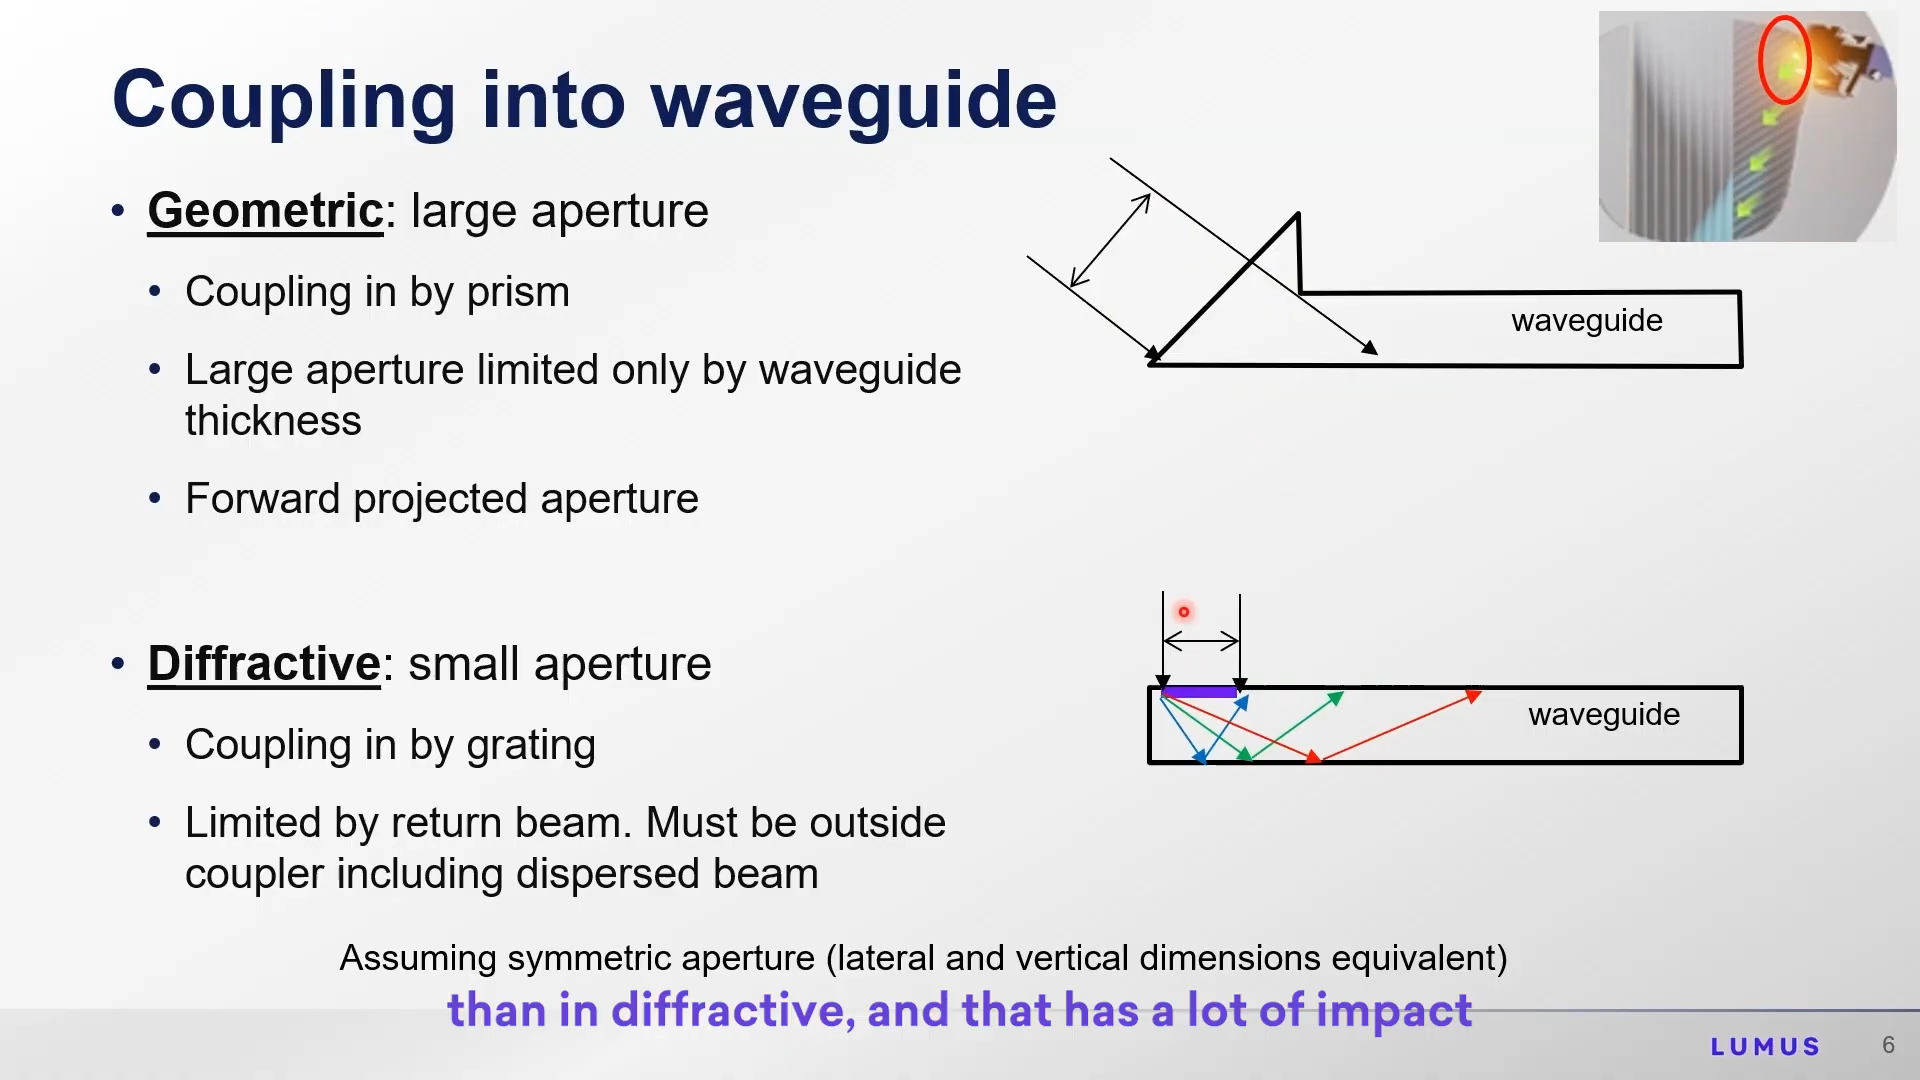 Coupling into waveguide
• Geometric: large aperture
• Coupling in by prism
• Large aperture limited only by waveguide
thickness
• Forward projected aperture
waveguide
• Diffractive: small aperture
• Coupling in by grating
• Limited by return beam. Must be outside
coupler including dispersed beam
waveguide
Assuming symmetric aperture (lateral and vertical dimensions equivalent)
than in diffractive, and that has a lot of impact
LUMUS
6